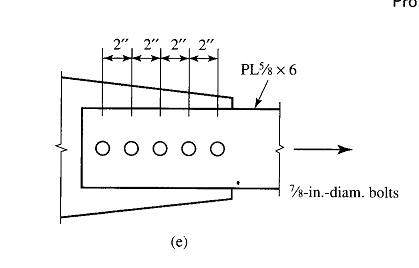 Pro
2" 2" 2" 2"
PL⅝ × 6
⅞-in.-diam. bolts
(e)